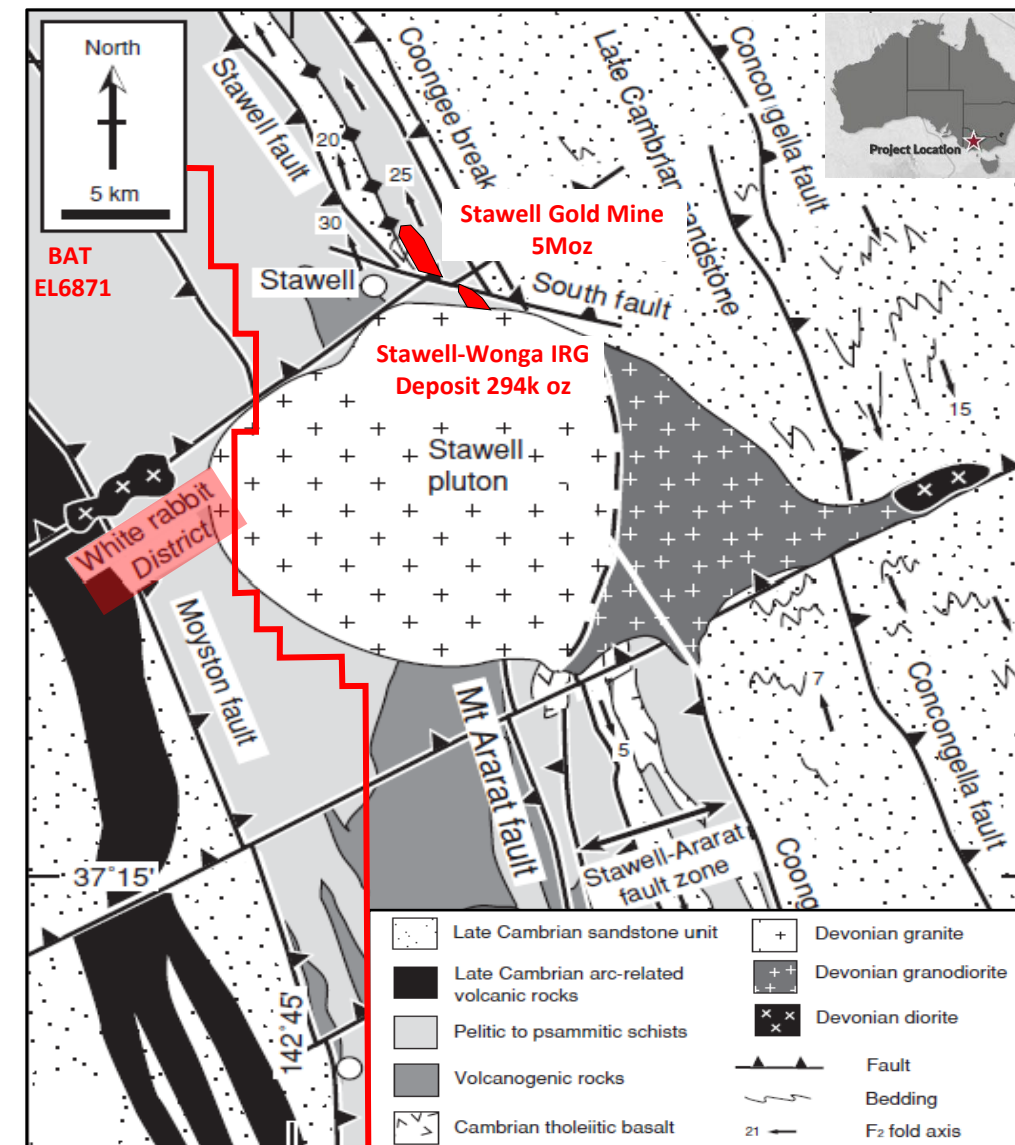 North
5 km
BAT
EL6871
Stawell fault
20
30
25
Coongee break
Late Cambrian sandstone
Concongella fault
Project Location
Stawell Gold Mine
5Moz
Stawell
South fault
Stawell-Wonga IRG
Deposit 294k oz
15
Stawell
pluton
White rabbit
District
Moyston fault
Mt Ararat fault
5
7
Concongella fault
Stawell-Ararat
fault zone
Coong
37°15'
142°45'
Late Cambrian sandstone unit
Late Cambrian arc-related
volcanic rocks
Pelitic to psammitic schists
Volcanogenic rocks
Cambrian tholeiitic basalt
Devonian granite
Devonian granodiorite
Devonian diorite
Fault
Bedding
21
F2 fold axis